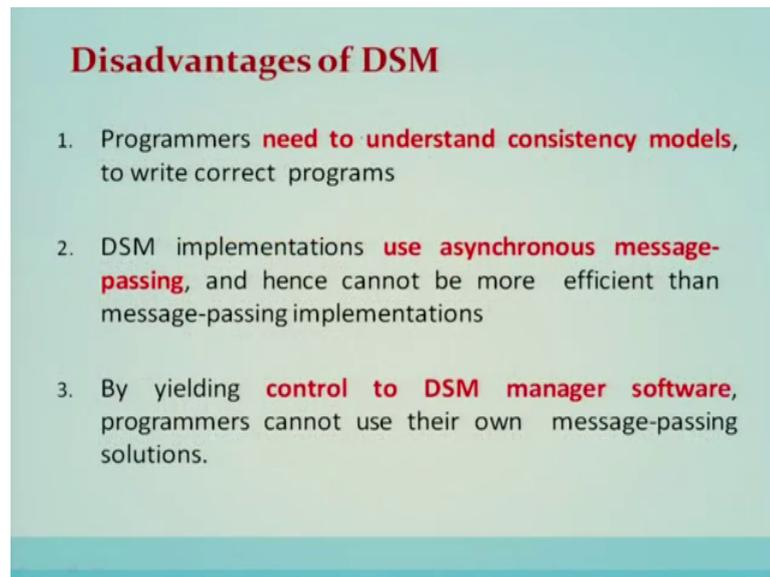 Disadvantages of DSM
1. Programmers need to understand consistency models,
to write correct programs
2. DSM implementations use asynchronous message-
passing, and hence cannot be more efficient than
message-passing implementations
3. By yielding control to DSM manager software,
programmers cannot use their own message-passing
solutions.